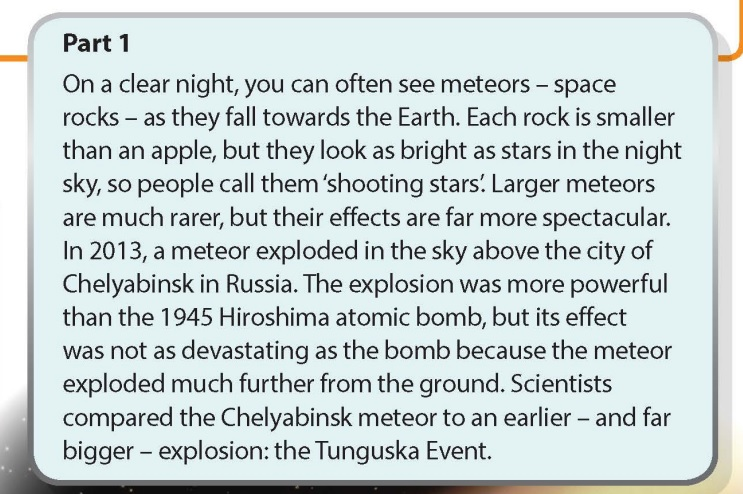 Part 1
On a clear night, you can often see meteors – space
rocks – as they fall towards the Earth. Each rock is smaller
than an apple, but they look as bright as stars in the night
sky, so people call them ‘shooting stars’. Larger meteors
are much rarer, but their effects are far more spectacular.
In 2013, a meteor exploded in the sky above the city of
Chelyabinsk in Russia. The explosion was more powerful
than the 1945 Hiroshima atomic bomb, but its effect
was not as devastating as the bomb because the meteor
exploded much further from the ground. Scientists
compared the Chelyabinsk meteor to an earlier – and far
bigger – explosion: the Tunguska Event.